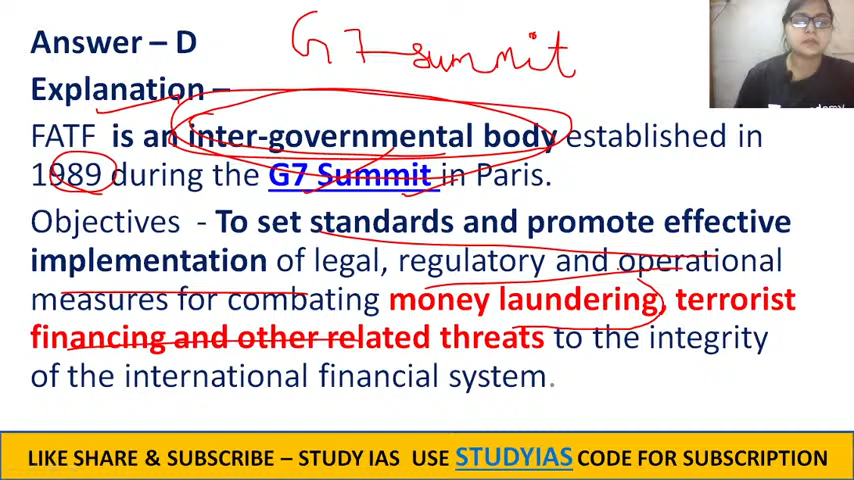 Answer – D
G7 summit
Explanation –
FATF is an inter-governmental body established in
1989 during the G7 Summit in Paris.
Objectives - To set standards and promote effective
implementation of legal, regulatory and operational
measures for combating money laundering, terrorist
financing and other related threats to the integrity
of the international financial system.
LIKE SHARE & SUBSCRIBE – STUDY IAS USE STUDYIAS CODE FOR SUBSCRIPTION